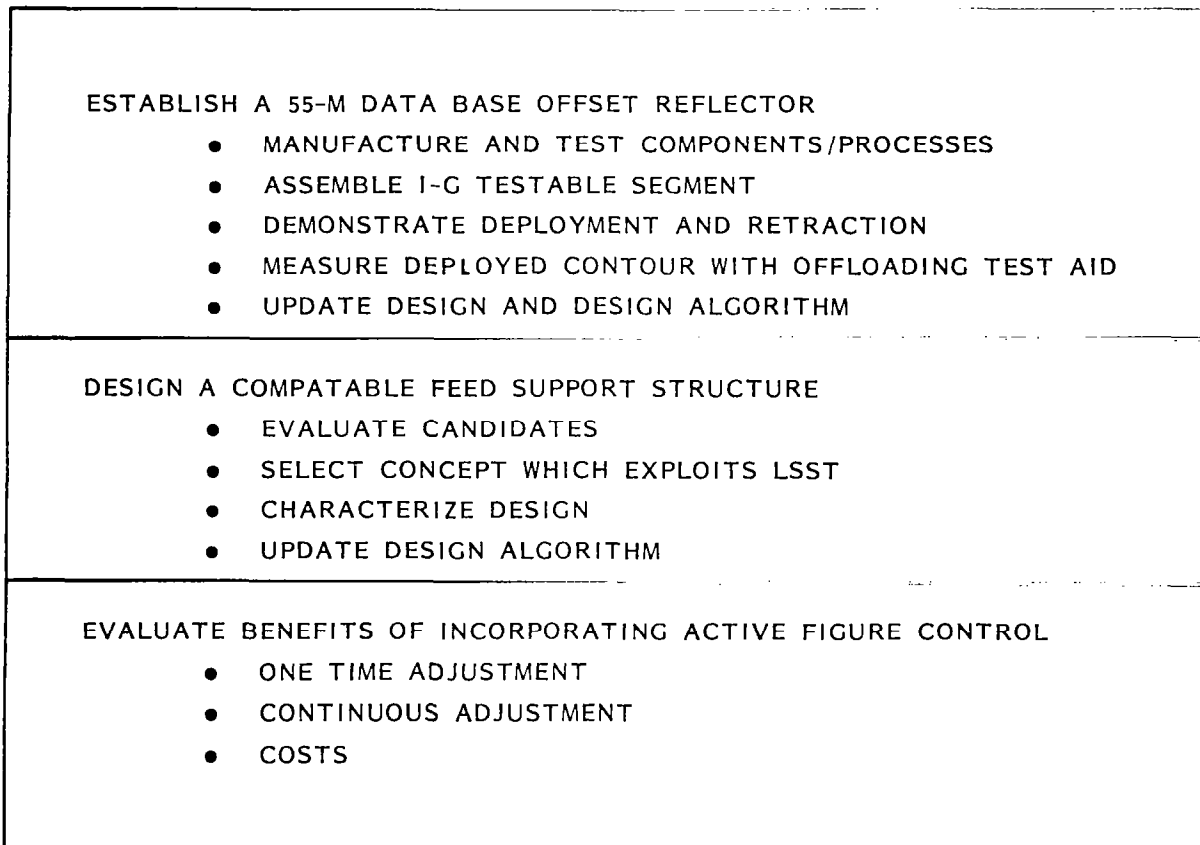 ESTABLISH A 55-M DATA BASE OFFSET REFLECTOR
• MANUFACTURE AND TEST COMPONENTS/PROCESSES
• ASSEMBLE I-G TESTABLE SEGMENT
• DEMONSTRATE DEPLOYMENT AND RETRACTION
• MEASURE DEPLOYED CONTOUR WITH OFFLOADING TEST AID
• UPDATE DESIGN AND DESIGN ALGORITHM
DESIGN A COMPATABLE FEED SUPPORT STRUCTURE
• EVALUATE CANDIDATES
• SELECT CONCEPT WHICH EXPLOITS LSST
• CHARACTERIZE DESIGN
• UPDATE DESIGN ALGORITHM
EVALUATE BENEFITS OF INCORPORATING ACTIVE FIGURE CONTROL
• ONE TIME ADJUSTMENT
• CONTINUOUS ADJUSTMENT
• COSTS